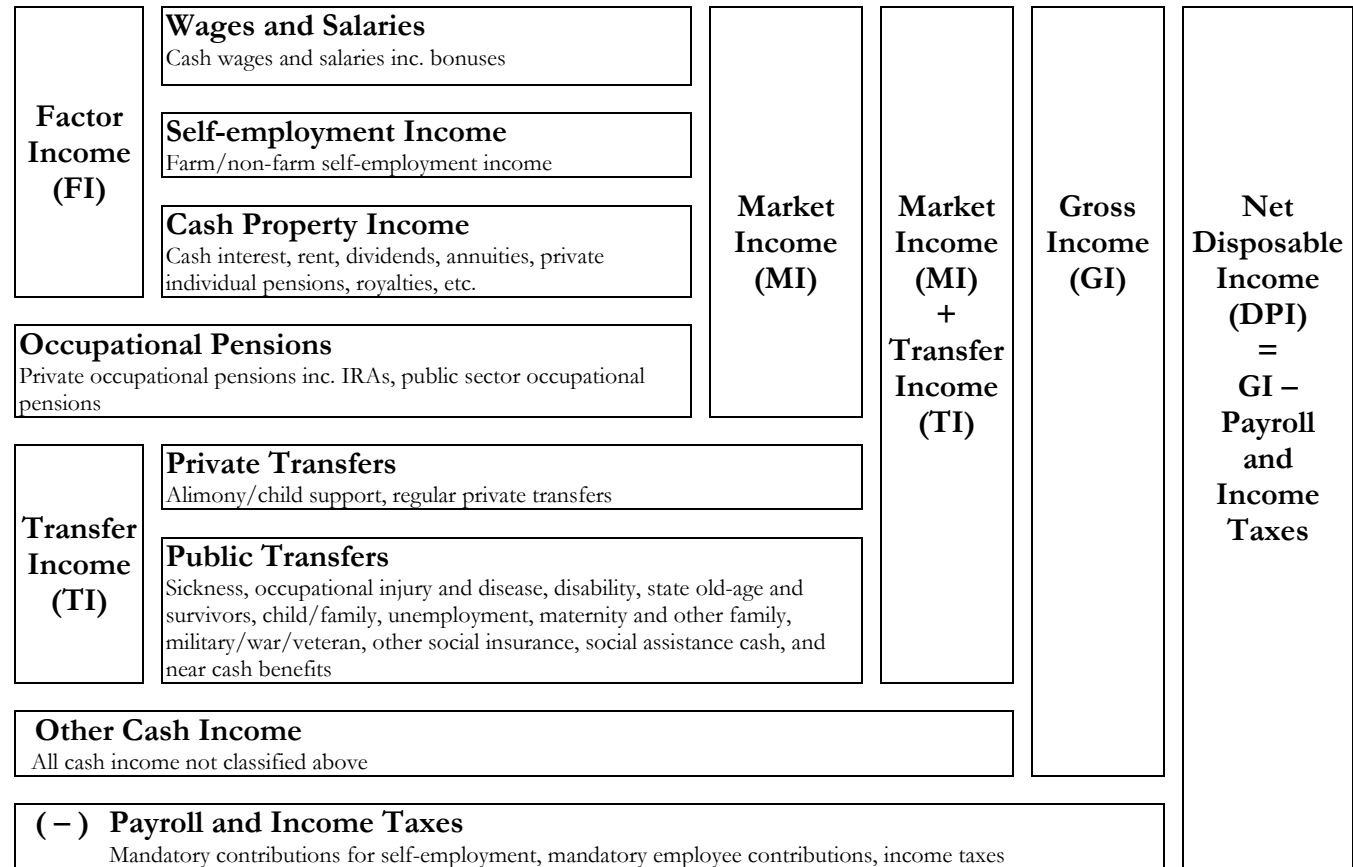 Factor
Income
(FI)
Wages and Salaries
Cash wages and salaries inc. bonuses
Self-employment Income
Farm/non-farm self-employment income
Cash Property Income
Cash interest, rent, dividends, annuities, private
individual pensions, royalties, etc.
Occupational Pensions
Private occupational pensions inc. IRAs, public sector occupational
pensions
Market
Income
(MI)
Transfer
Income
(TI)
Private Transfers
Alimony/child support, regular private transfers
Public Transfers
Sickness, occupational injury and disease, disability, state old-age and
survivors, child/family, unemployment, maternity and other family,
military/war/veteran, other social insurance, social assistance cash, and
near cash benefits
Market
Income
(MI)
+
Transfer
Income
(TI)
Other Cash Income
All cash income not classified above
Gross
Income
(GI)
( – ) Payroll and Income Taxes
Mandatory contributions for self-employment, mandatory employee contributions, income taxes
Net
Disposable
Income
(DPI)
=
GI –
Payroll
and
Income
Taxes